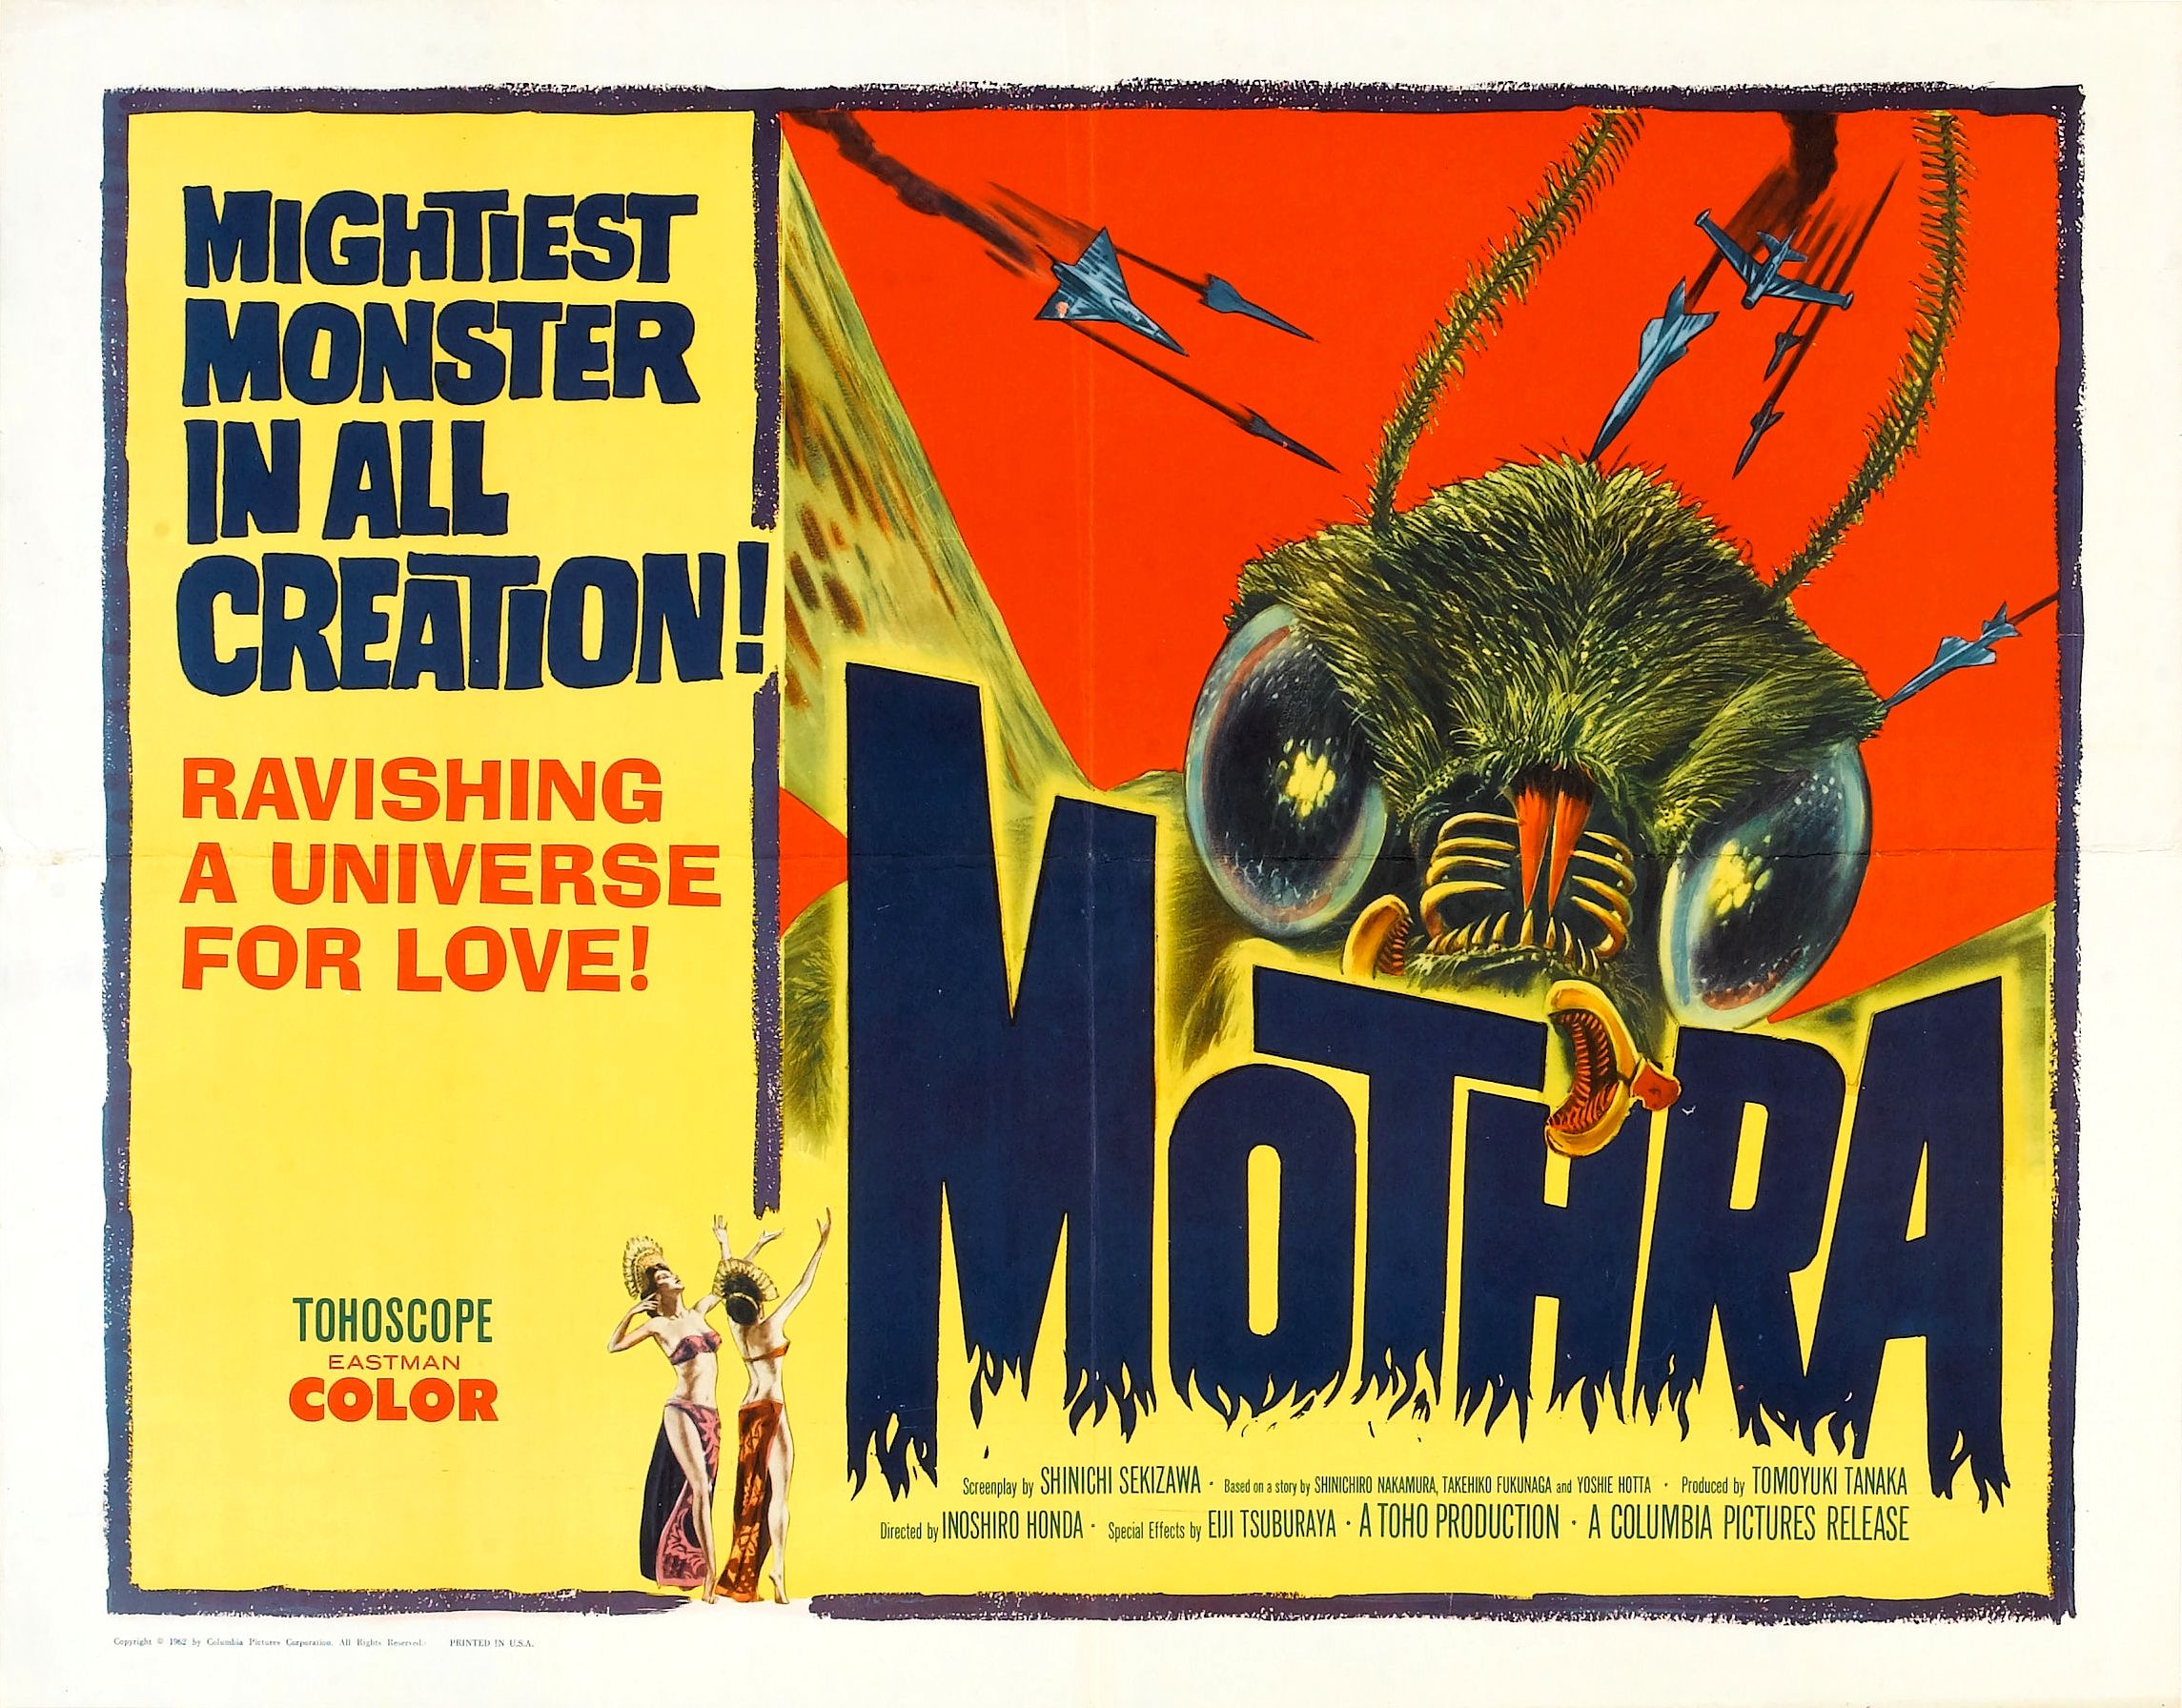 MIGHTIEST
MONSTER
IN ALL
CREATION!
RAVISHING
A UNIVERSE
FOR LOVE!
TOHOSCOPE
EASTMAN
COLOR
MOTHRA
Screenplay by SHINICHI SEKIZAWA · Based on a story by SHINICHIRO NAKAMURA, TAKEHIKO FUKUNAGA and YOSHIE HOTTA · Produced by TOMOYUKI TANAKA
Directed by INOSHIRO HONDA · Special Effects by EIJI TSUBURAYA · A TOHO PRODUCTION · A COLUMBIA PICTURES RELEASE
Copyright © 1962 by Columbia Pictures Corporation. All Rights Reserved. PRINTED IN U.S.A.